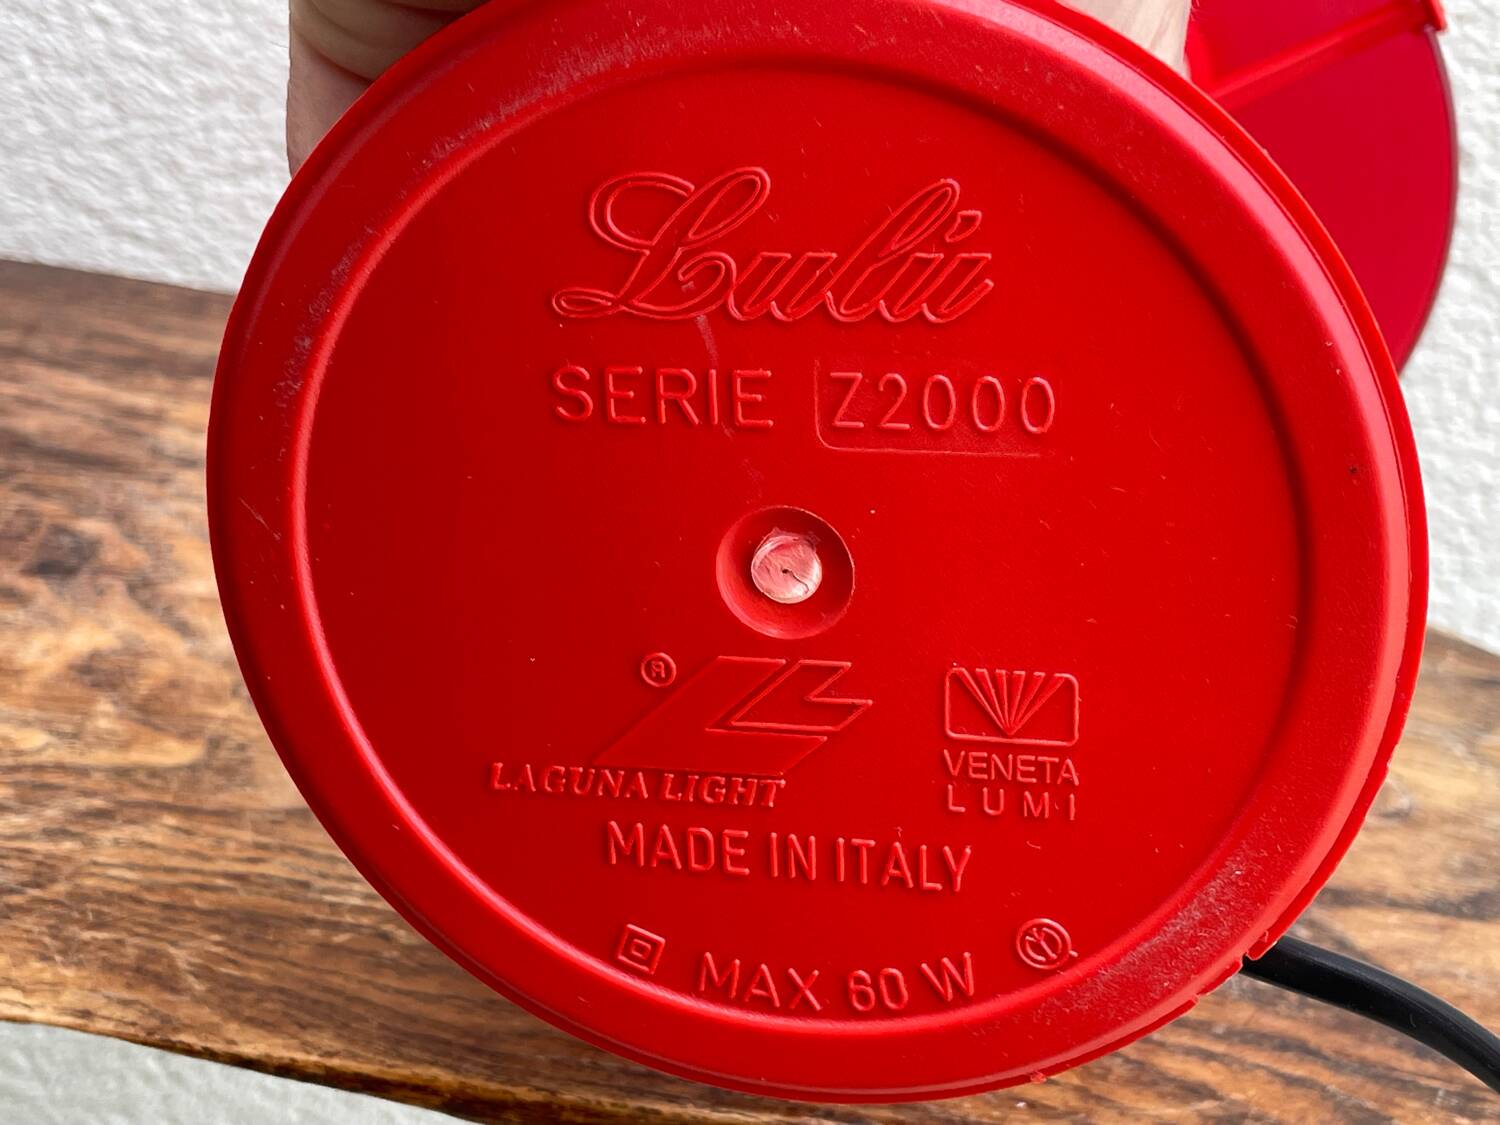 Lulù
SERIE Z2000
®
LAGUNA LIGHT
VENETA
LUMI
MADE IN ITALY
MAX 60 W